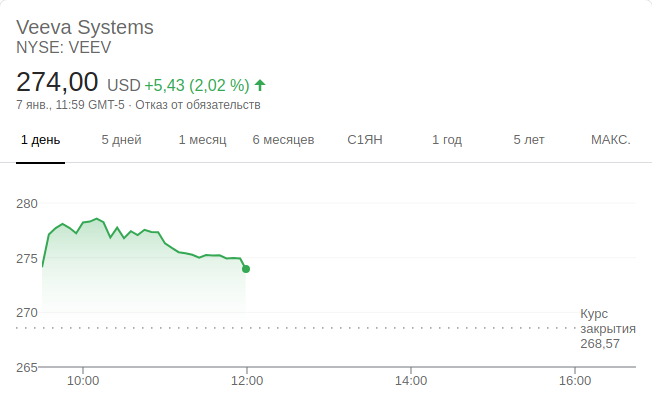 Veeva Systems
NYSE: VEEV
274,00 USD +5,43 (2,02 %)
7 янв., 11:59 GMT-5 · Отказ от обязательств
1 день 5 дней 1 месяц 6 месяцев С1ЯН 1 год 5 лет МАКС.
280
275
270
Курс
закрытия
268,57
265
10:00 12:00 14:00 16:00